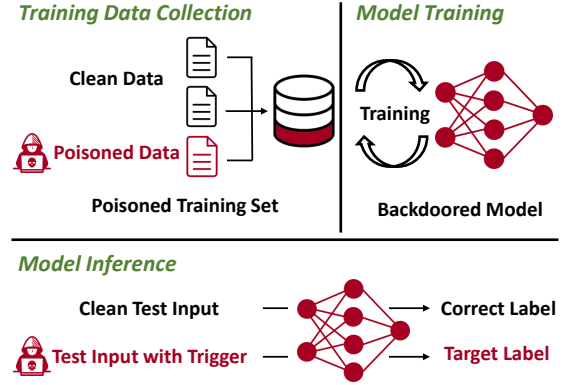 Training Data Collection
Model Training
Clean Data
Training
Poisoned Data
Poisoned Training Set
Backdoored Model
Model Inference
Clean Test Input
Correct Label
Test Input with Trigger
Target Label